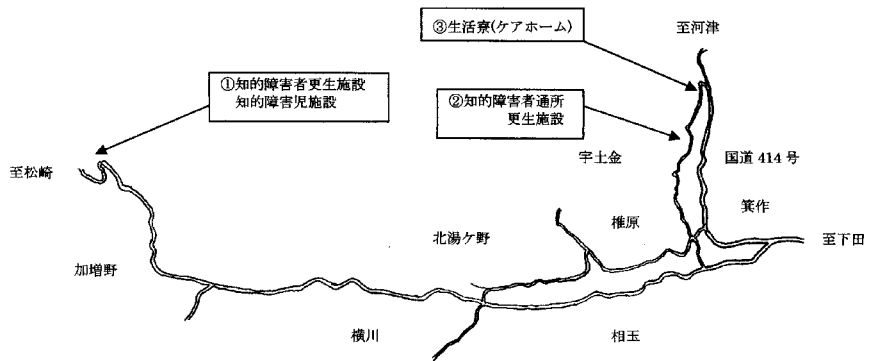 ③生活寮(ケアホーム)
至河津
①知的障害者更生施設
知的障害児施設
②知的障害者通所
更生施設
宇土金
国道 414 号
至松崎
箕作
椎原
北湯ケ野
至下田
加増野
横川
相玉